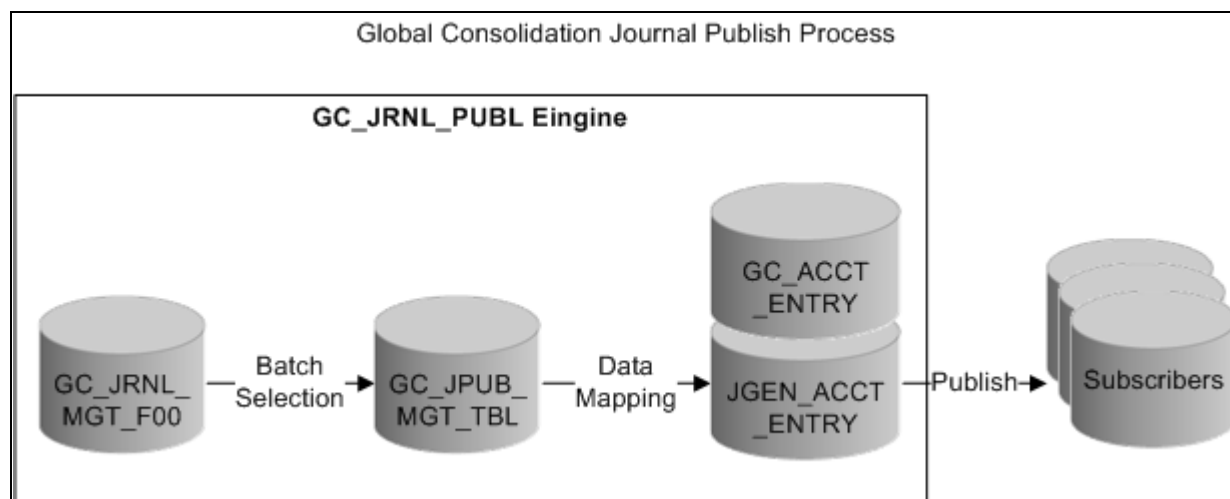 Global Consolidation Journal Publish Process
GC_JRNL_PUBL Eingine
GC_JRNL_
MGT_F00
Batch
Selection
GC_JPUB_
MGT_TBL
Data
Mapping
GC_ACCT
_ENTRY
JGEN_ACCT
_ENTRY
Publish
Subscribers